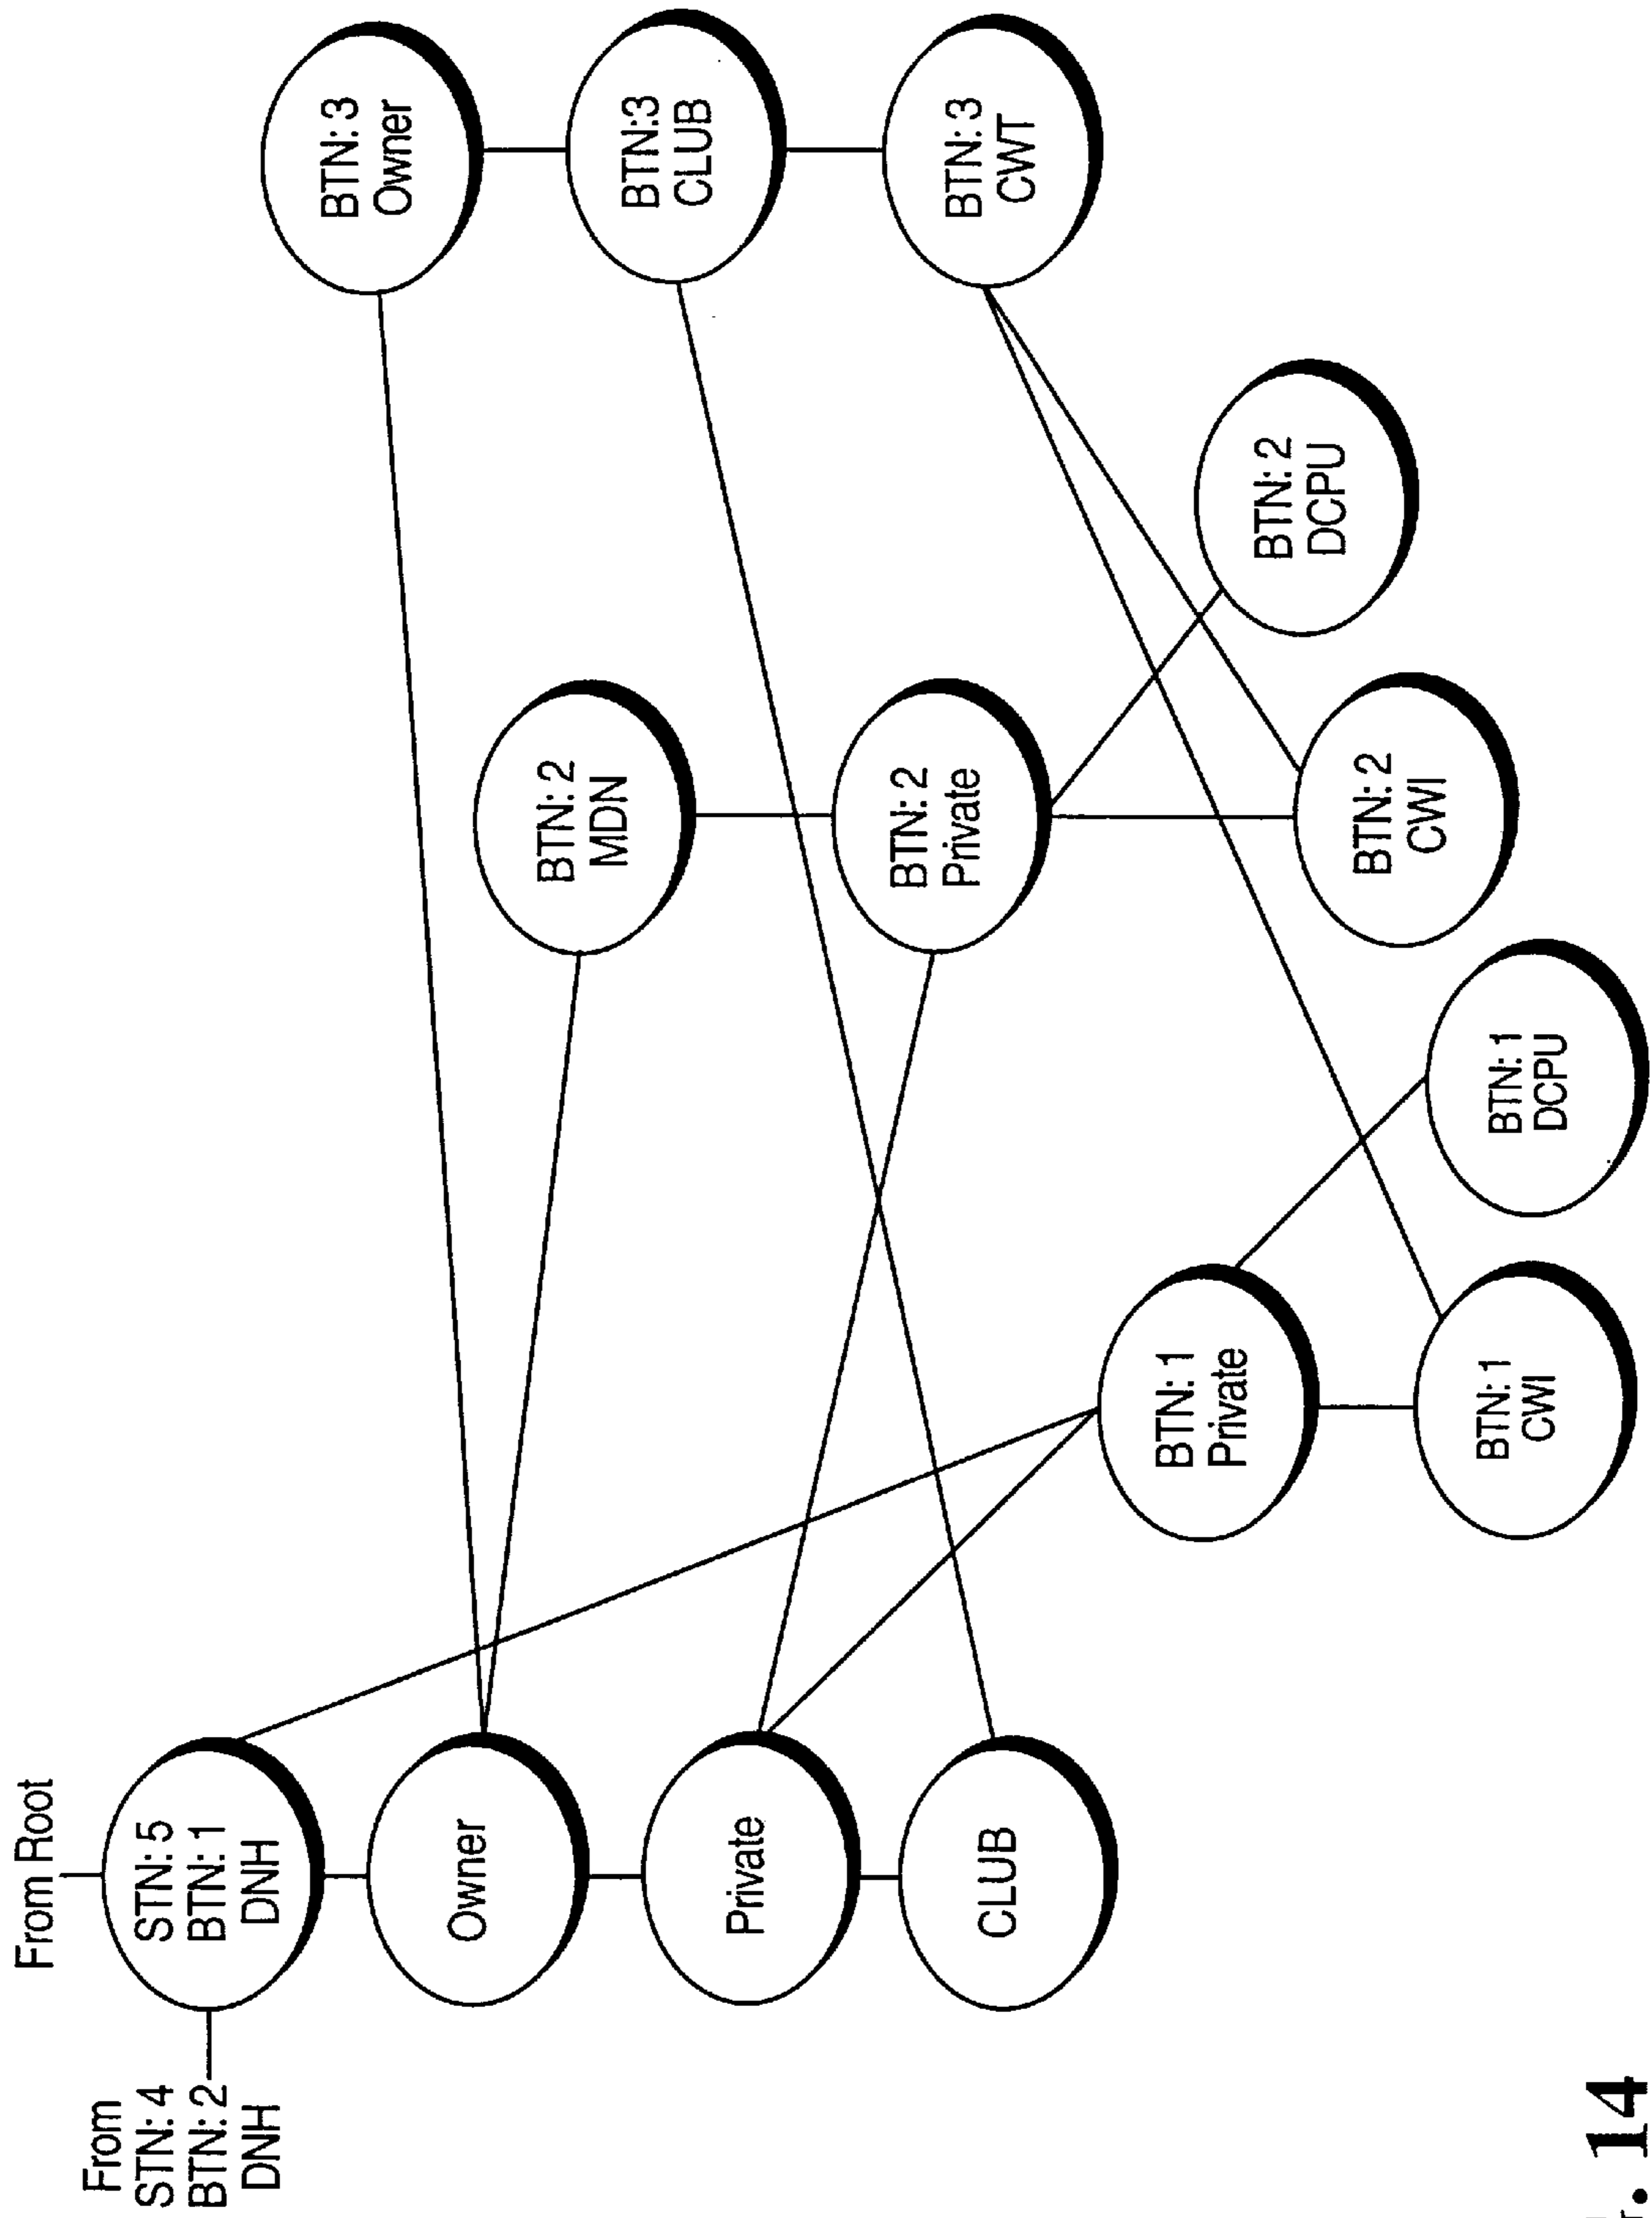 From Root
From
STN: 4
BTN: 2
DNH
STN: 5
BTN: 1
DNH
Owner
Private
CLUB
BTN: 1
Private
BTN: 1
CWI
BTN: 1
DCPU
BTN: 2
MDN
BTN: 2
Private
BTN: 2
CWI
BTN: 2
DCPU
BTN: 3
Owner
BTN:3
CLUB
BTN: 3
CWT
14